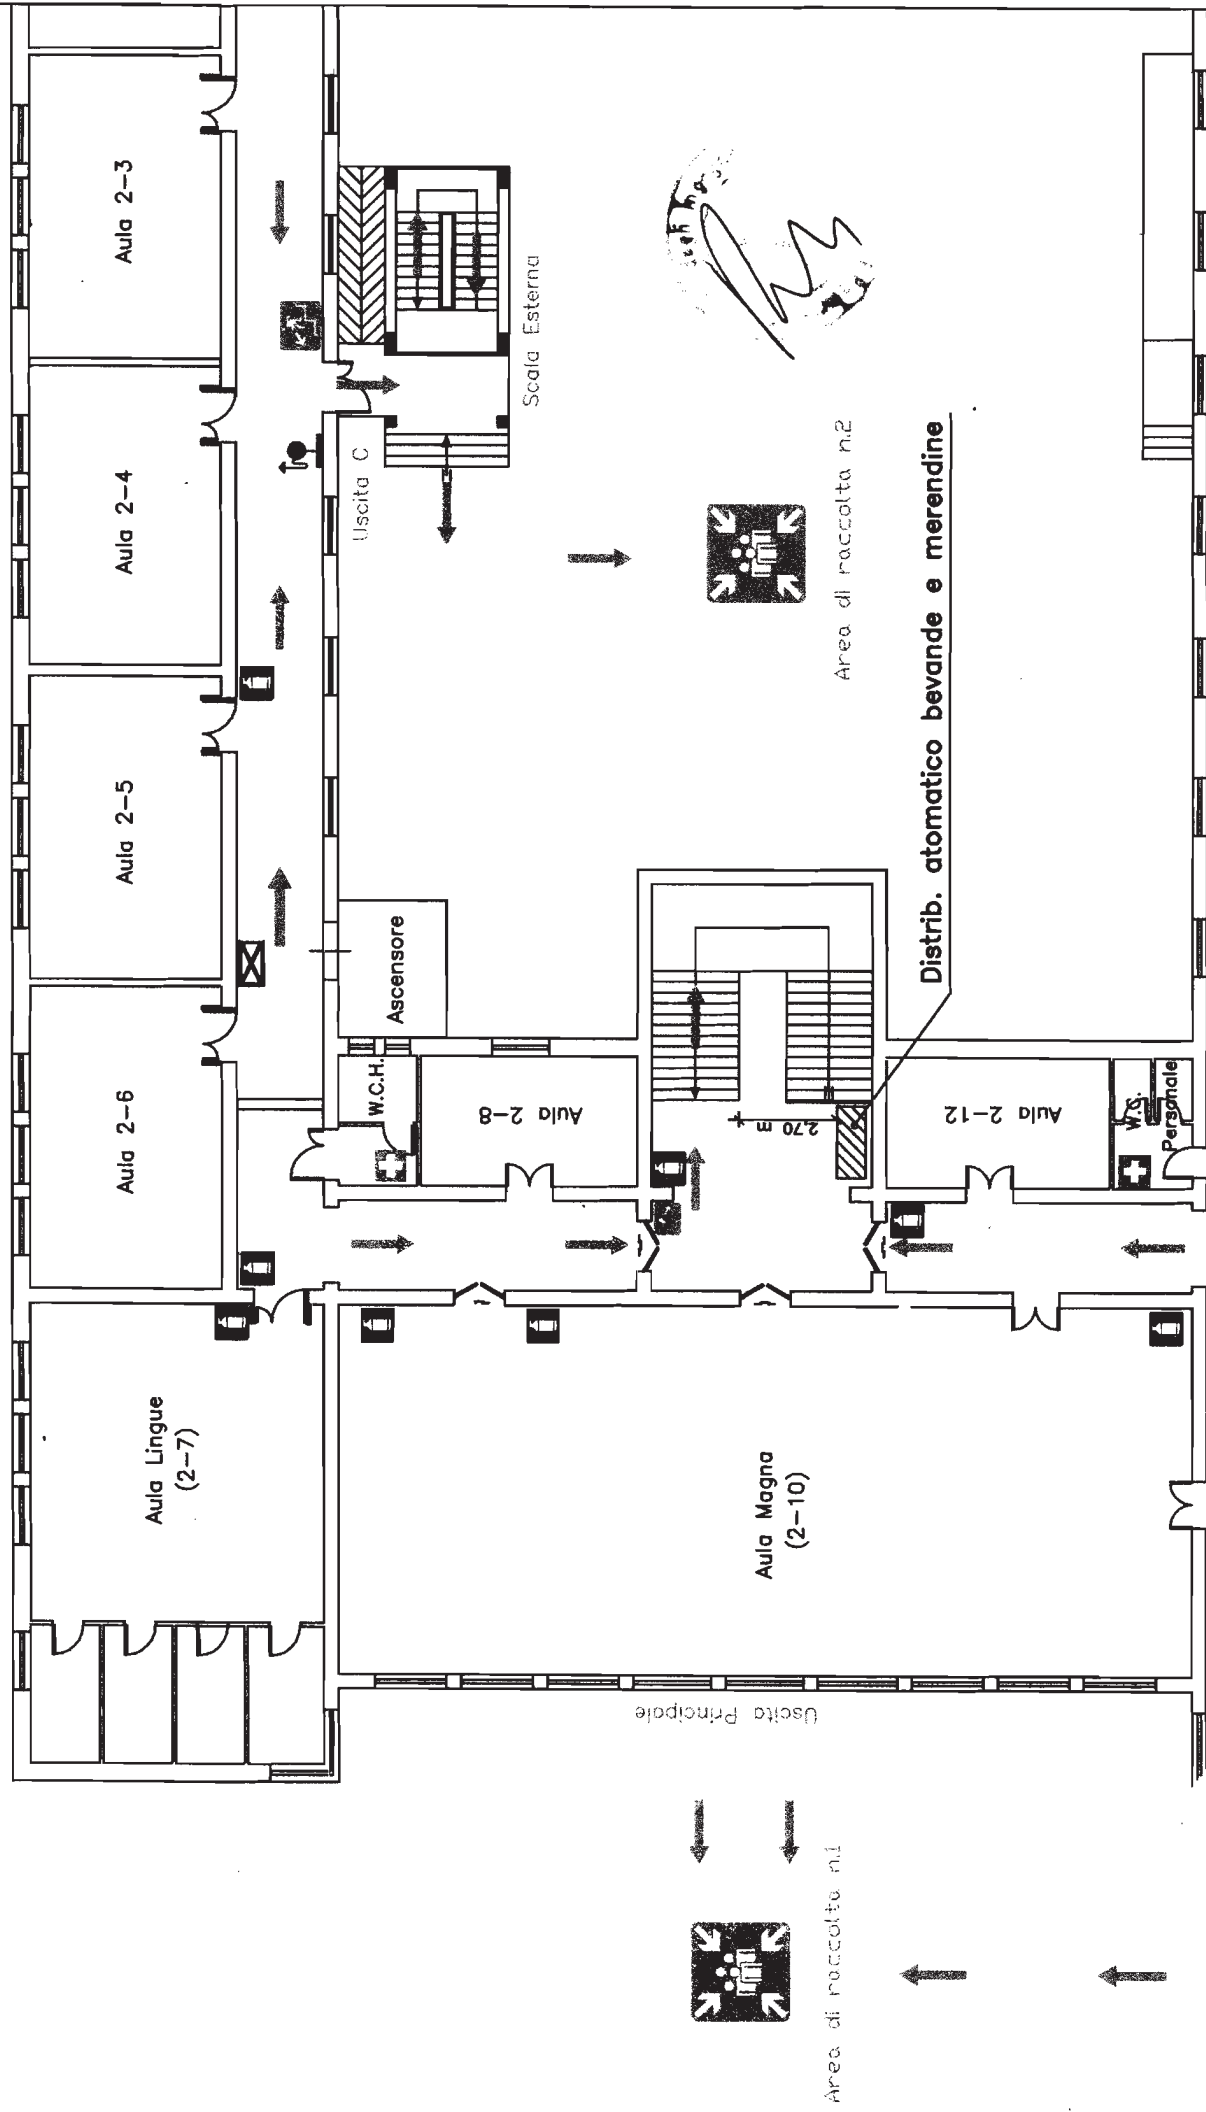 Aula Lingue
(2-7)
Aula 2-6
Aula 2-5
Aula 2-4
Aula 2-3
W.C.H.
Ascensore
Uscita C
Scala Esterna
Aula 2-8
2,70 m
Aula 2-12
W.C.
Personale
Aula Magna
(2-10)
Uscita Principale
Area di raccolta n.1
Area di raccolta n.2
Distrib. atomatico bevande e merendine